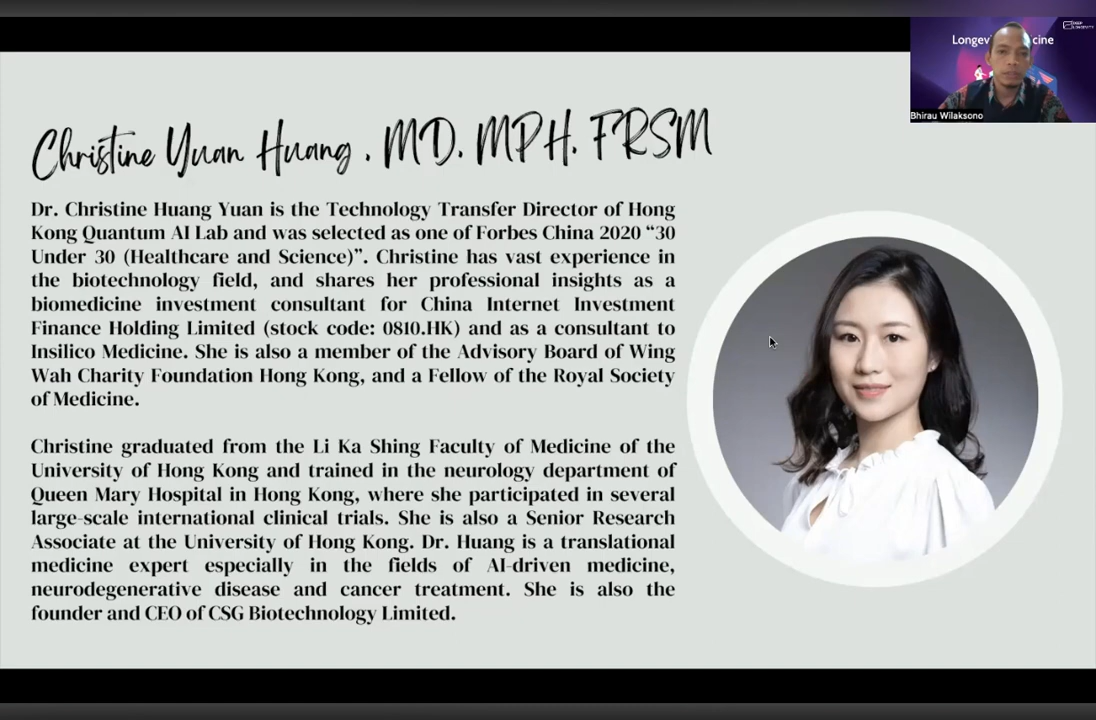 Longev cine
Bhirau Wilaksono
Christine Yuan Huang . MD. MPH. FRSM
Dr. Christine Huang Yuan is the Technology Transfer Director of Hong
Kong Quantum AI Lab and was selected as one of Forbes China 2020 “30
Under 30 (Healthcare and Science)”. Christine has vast experience in
the biotechnology field, and shares her professional insights as a
biomedicine investment consultant for China Internet Investment
Finance Holding Limited (stock code: 0810.HK) and as a consultant to
Insilico Medicine. She is also a member of the Advisory Board of Wing
Wah Charity Foundation Hong Kong, and a Fellow of the Royal Society
of Medicine.
Christine graduated from the Li Ka Shing Faculty of Medicine of the
University of Hong Kong and trained in the neurology department of
Queen Mary Hospital in Hong Kong, where she participated in several
large-scale international clinical trials. She is also a Senior Research
Associate at the University of Hong Kong. Dr. Huang is a translational
medicine expert especially in the fields of AI-driven medicine,
neurodegenerative disease and cancer treatment. She is also the
founder and CEO of CSG Biotechnology Limited.